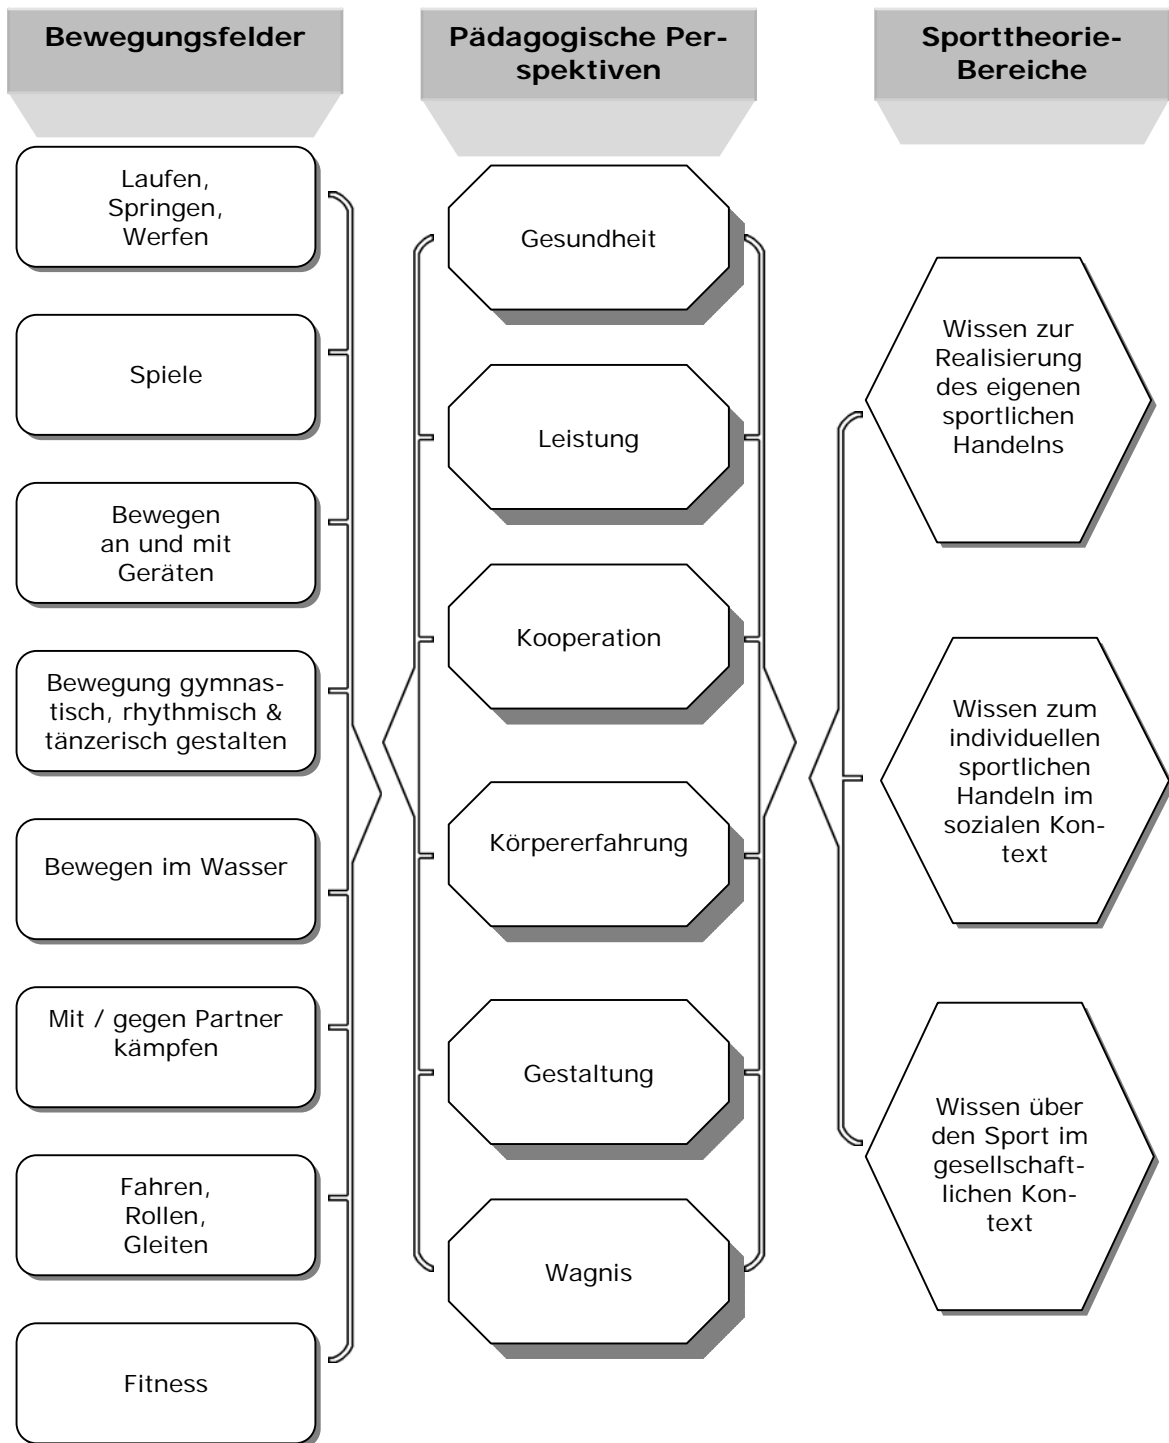 Bewegungsfelder
Laufen,
Springen,
Werfen
Spiele
Bewegen
an und mit
Geräten
Bewegung gymnas-
tisch, rhythmisch &
tänzerisch gestalten
Bewegen im Wasser
Mit / gegen Partner
kämpfen
Fahren,
Rollen,
Gleiten
Fitness
Pädagogische Per-
spektiven
Gesundheit
Leistung
Kooperation
Körpererfahrung
Gestaltung
Wagnis
Sporttheorie-
Bereiche
Wissen zur
Realisierung
des eigenen
sportlichen
Handelns
Wissen zum
individuellen
sportlichen
Handeln im
sozialen Kon-
text
Wissen über
den Sport im
gesellschaft-
lichen Kon-
text